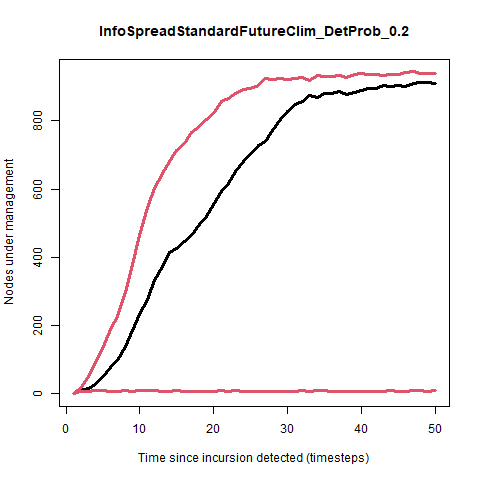 InfoSpreadStandardFutureClim_DetProb_0.2
Nodes under management
800
600
400
200
0
0 10 20 30 40 50
Time since incursion detected (timesteps)